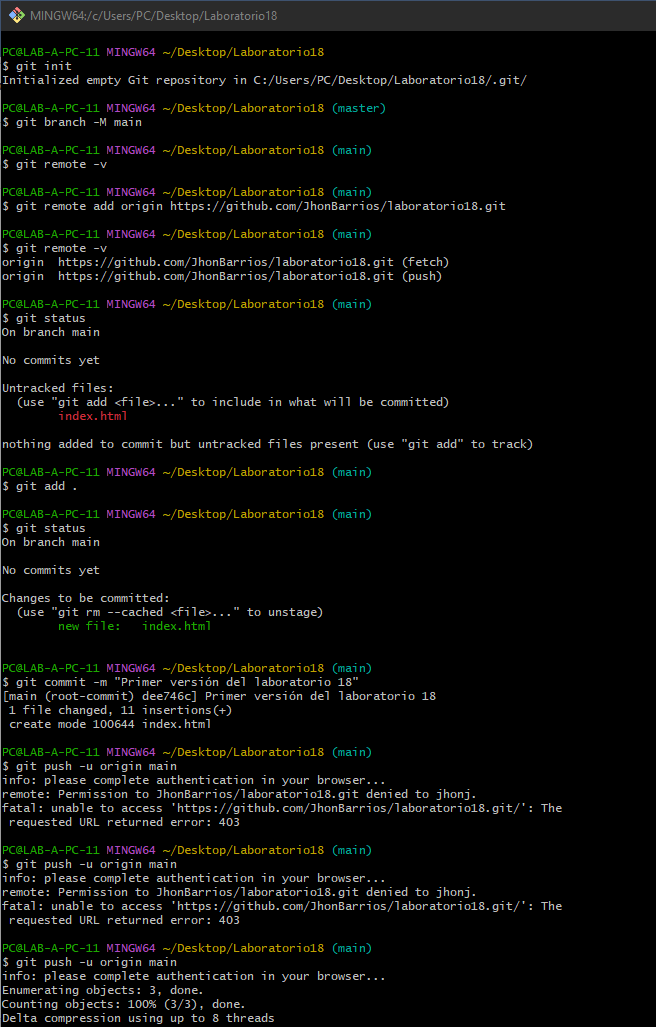 MINGW64:/c/Users/PC/Desktop/Laboratorio18
PC@LAB-A-PC-11 MINGW64 ~/Desktop/Laboratorio18
$ git init
Initialized empty Git repository in C:/Users/PC/Desktop/Laboratorio18/.git/
PC@LAB-A-PC-11 MINGW64 ~/Desktop/Laboratorio18 (master)
$ git branch -M main
PC@LAB-A-PC-11 MINGW64 ~/Desktop/Laboratorio18 (main)
$ git remote -v
PC@LAB-A-PC-11 MINGW64 ~/Desktop/Laboratorio18 (main)
$ git remote add origin https://github.com/JhonBarrios/laboratorio18.git
PC@LAB-A-PC-11 MINGW64 ~/Desktop/Laboratorio18 (main)
$ git remote -v
origin  https://github.com/JhonBarrios/laboratorio18.git (fetch)
origin  https://github.com/JhonBarrios/laboratorio18.git (push)
PC@LAB-A-PC-11 MINGW64 ~/Desktop/Laboratorio18 (main)
$ git status
On branch main
No commits yet
Untracked files:
  (use "git add <file>..." to include in what will be committed)
        index.html
nothing added to commit but untracked files present (use "git add" to track)
PC@LAB-A-PC-11 MINGW64 ~/Desktop/Laboratorio18 (main)
$ git add .
PC@LAB-A-PC-11 MINGW64 ~/Desktop/Laboratorio18 (main)
$ git status
On branch main
No commits yet
Changes to be committed:
  (use "git rm --cached <file>..." to unstage)
        new file:   index.html
PC@LAB-A-PC-11 MINGW64 ~/Desktop/Laboratorio18 (main)
$ git commit -m "Primer versión del laboratorio 18"
[main (root-commit) dee746c] Primer versión del laboratorio 18
 1 file changed, 11 insertions(+)
 create mode 100644 index.html
PC@LAB-A-PC-11 MINGW64 ~/Desktop/Laboratorio18 (main)
$ git push -u origin main
info: please complete authentication in your browser...
remote: Permission to JhonBarrios/laboratorio18.git denied to jhonj.
fatal: unable to access 'https://github.com/JhonBarrios/laboratorio18.git/': The
 requested URL returned error: 403
PC@LAB-A-PC-11 MINGW64 ~/Desktop/Laboratorio18 (main)
$ git push -u origin main
info: please complete authentication in your browser...
remote: Permission to JhonBarrios/laboratorio18.git denied to jhonj.
fatal: unable to access 'https://github.com/JhonBarrios/laboratorio18.git/': The
 requested URL returned error: 403
PC@LAB-A-PC-11 MINGW64 ~/Desktop/Laboratorio18 (main)
$ git push -u origin main
info: please complete authentication in your browser...
Enumerating objects: 3, done.
Counting objects: 100% (3/3), done.
Delta compression using up to 8 threads